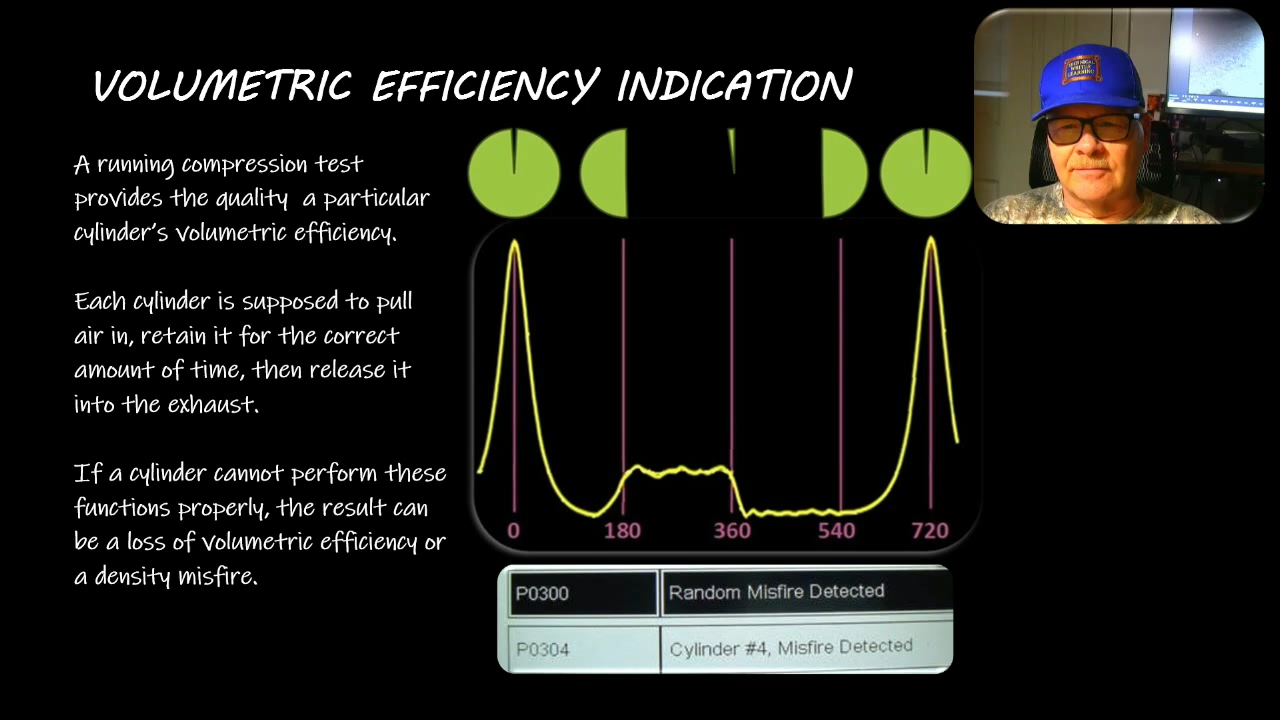 VOLUMETRIC EFFICIENCY INDICATION
A running compression test
provides the quality a particular
cylinder's volumetric efficiency.
Each cylinder is supposed to pull
air in, retain it for the correct
amount of time, then release it
into the exhaust.
If a cylinder cannot perform these
functions properly, the result can
be a loss of volumetric efficiency or
a density misfire.
0 180 360 540 720
P0300 Random Misfire Detected
P0304 Cylinder #4, Misfire Detected
TECHNICAL
WRITER
LEARNING